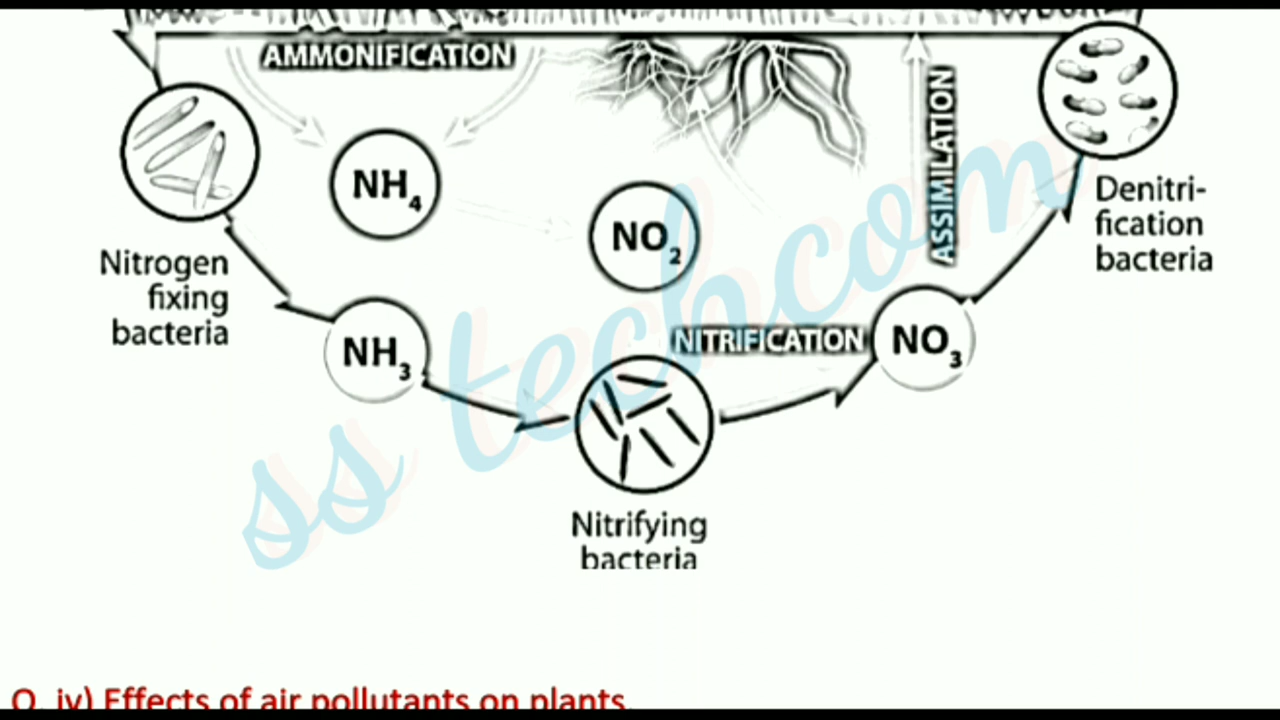 AMMONIFICATION
NH4
NO2
ASSIMILATION
Denitri-
fication
bacteria
Nitrogen
fixing
bacteria
NH3
NITRIFICATION
NO3
Nitrifying
bacteria
ss techcom
Q. iv) Effects of air pollutants on plants.